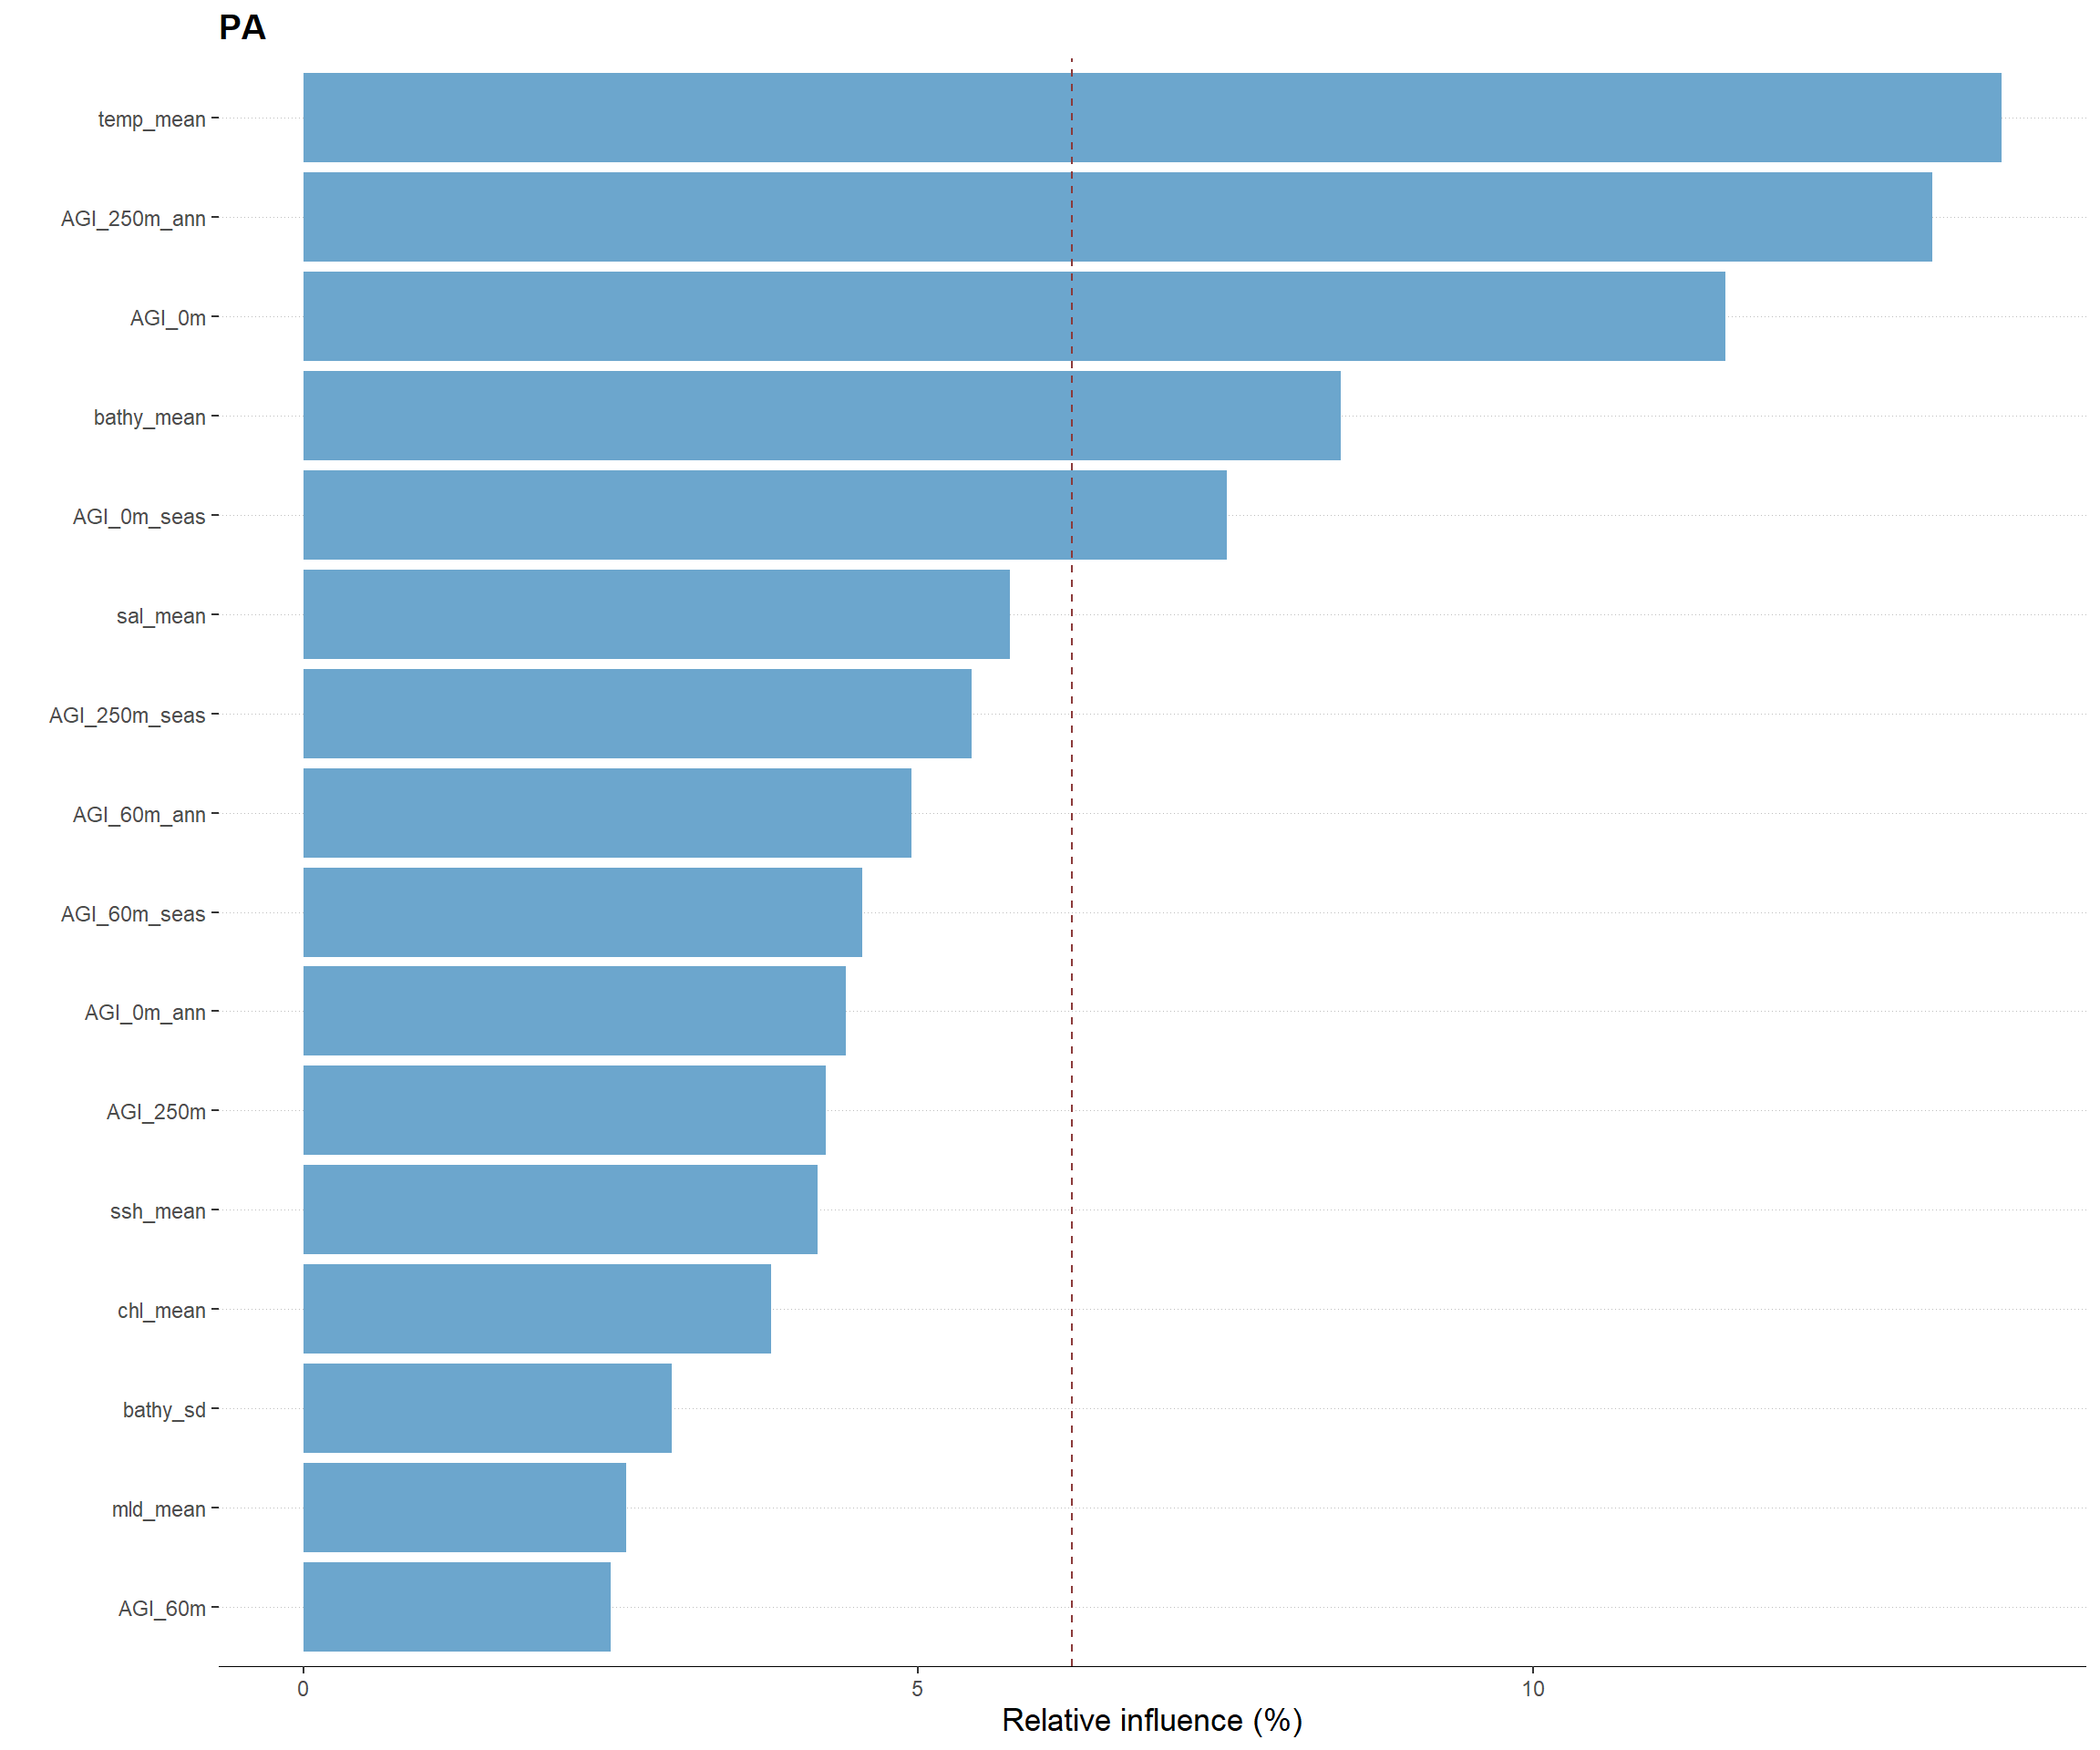 PA
temp_mean
AGI_250m_ann
AGI_0m
bathy_mean
AGI_0m_seas
sal_mean
AGI_250m_seas
AGI_60m_ann
AGI_60m_seas
AGI_0m_ann
AGI_250m
ssh_mean
chl_mean
bathy_sd
mld_mean
AGI_60m
0 5 10
Relative influence (%)